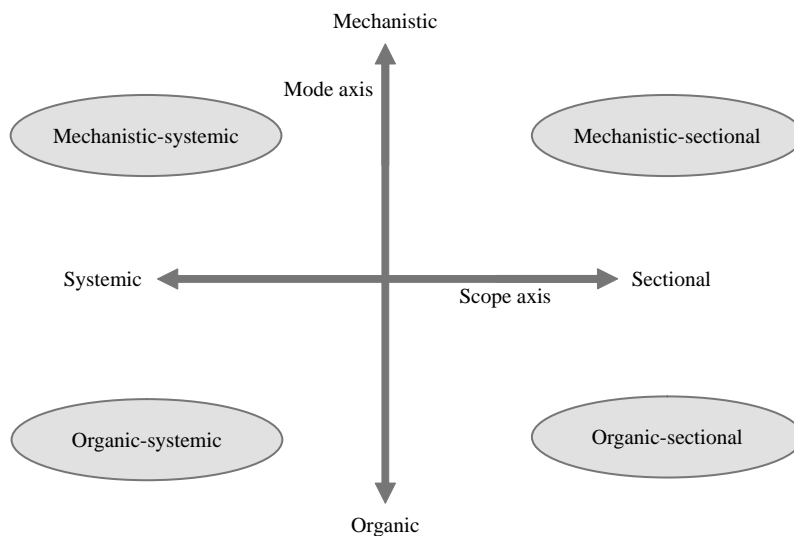 Mechanistic
Mode axis
Mechanistic-systemic
Mechanistic-sectional
Systemic
Sectional
Scope axis
Organic-systemic
Organic-sectional
Organic